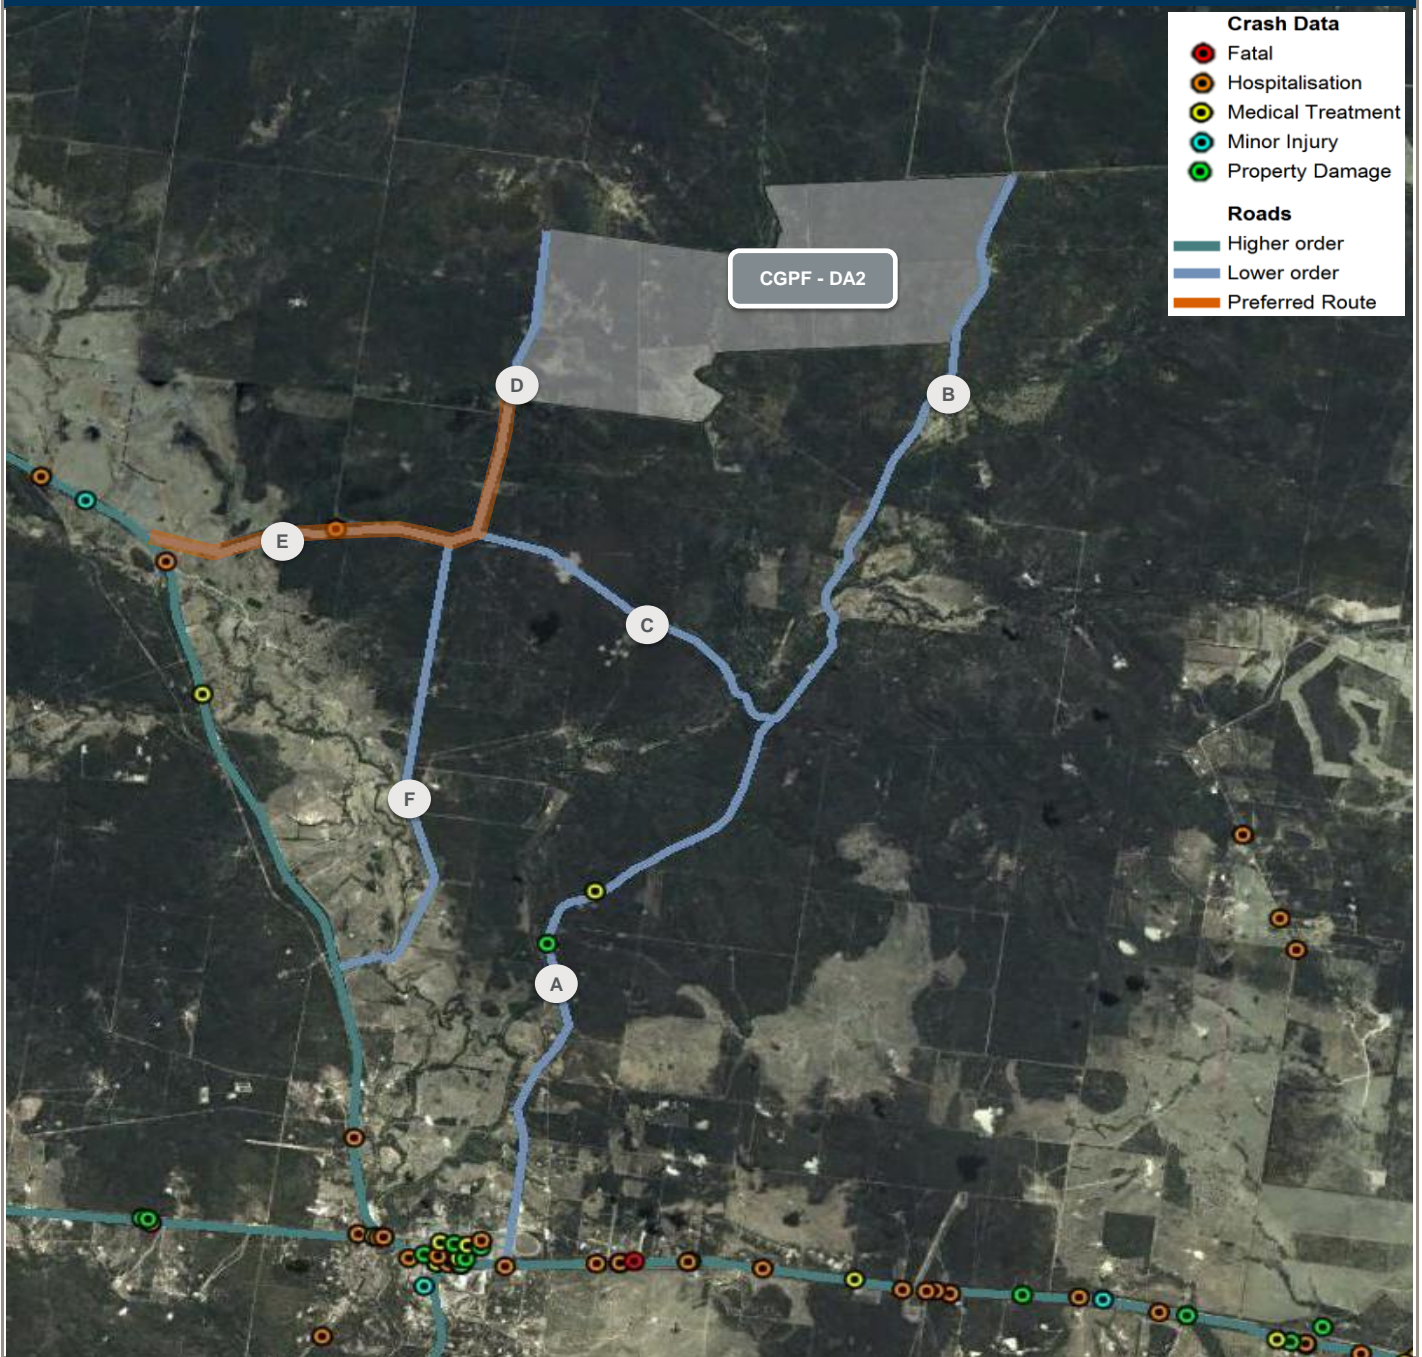 Crash Data
Fatal
Hospitalisation
Medical Treatment
Minor Injury
Property Damage
Roads
Higher order
Lower order
Preferred Route
CGPF - DA2
D
B
E
C
F
A